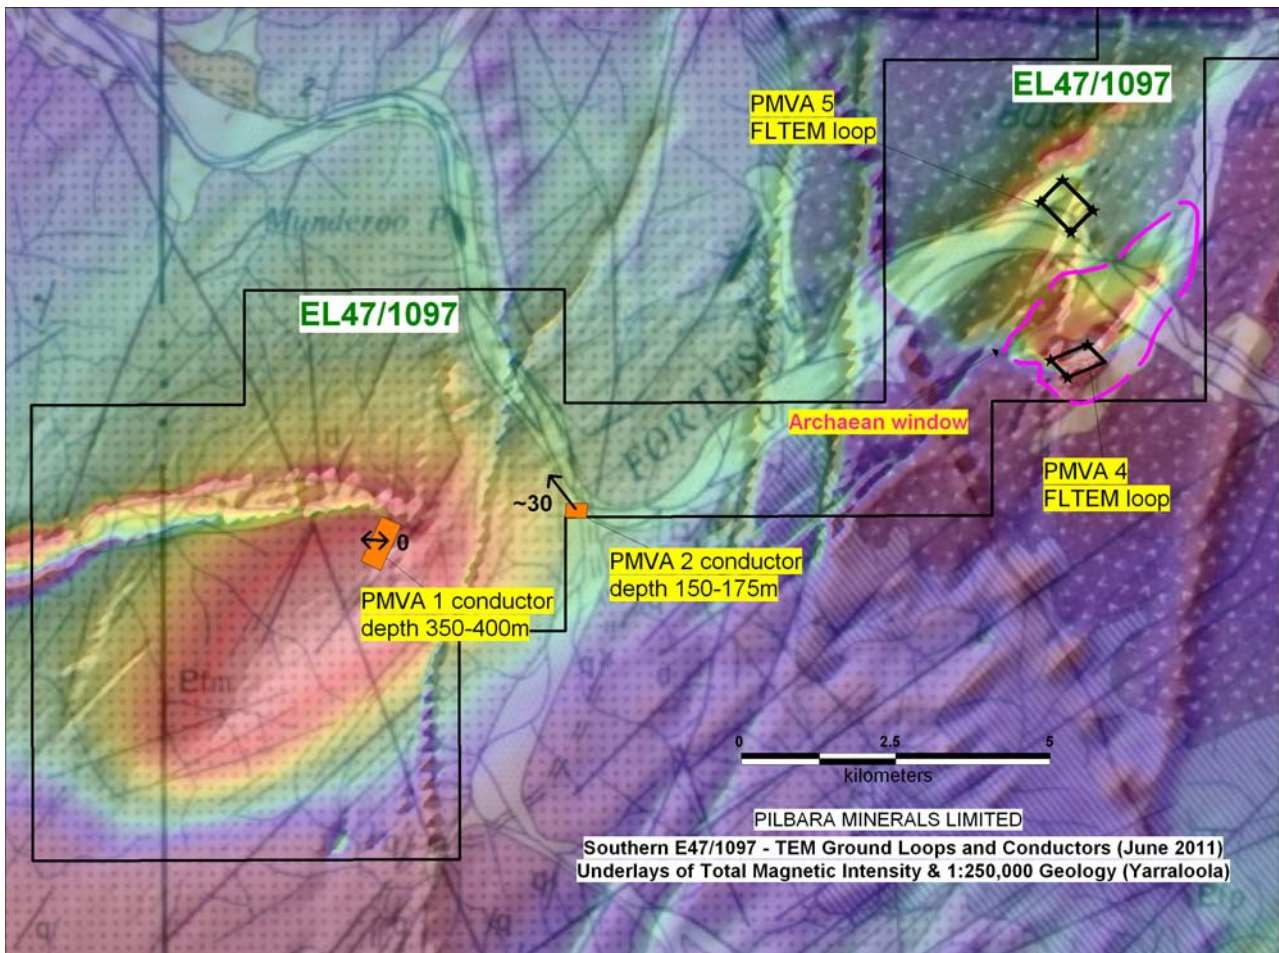 EL47/1097
PMVA 5
FLTEM loop
Munderoo P
EL47/1097
FORTESC
Archaean window
PMVA 4
FLTEM loop
~30
0
PMVA 2 conductor
depth 150-175m
PMVA 1 conductor
depth 350-400m
0 2.5 5
kilometers
PILBARA MINERALS LIMITED
Southern E47/1097 - TEM Ground Loops and Conductors (June 2011)
Underlays of Total Magnetic Intensity & 1:250,000 Geology (Yarraloola)